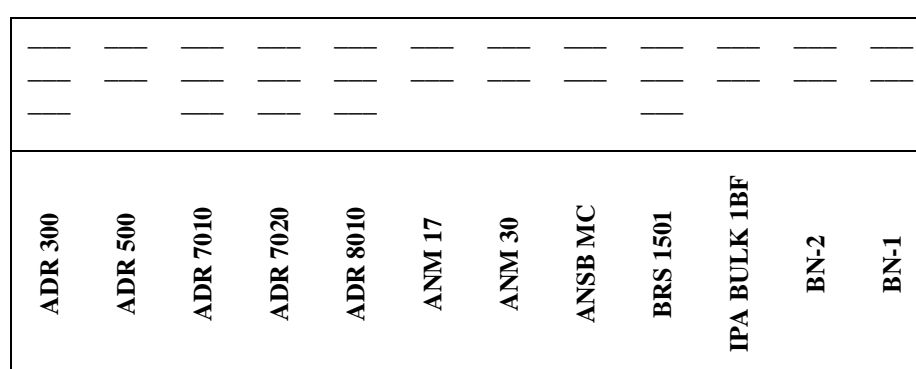 ADR 300
ADR 500
ADR 7010
ADR 7020
ADR 8010
ANM 17
ANM 30
ANSB MC
BRS 1501
IPA BULK 1BF
BN-2
BN-1